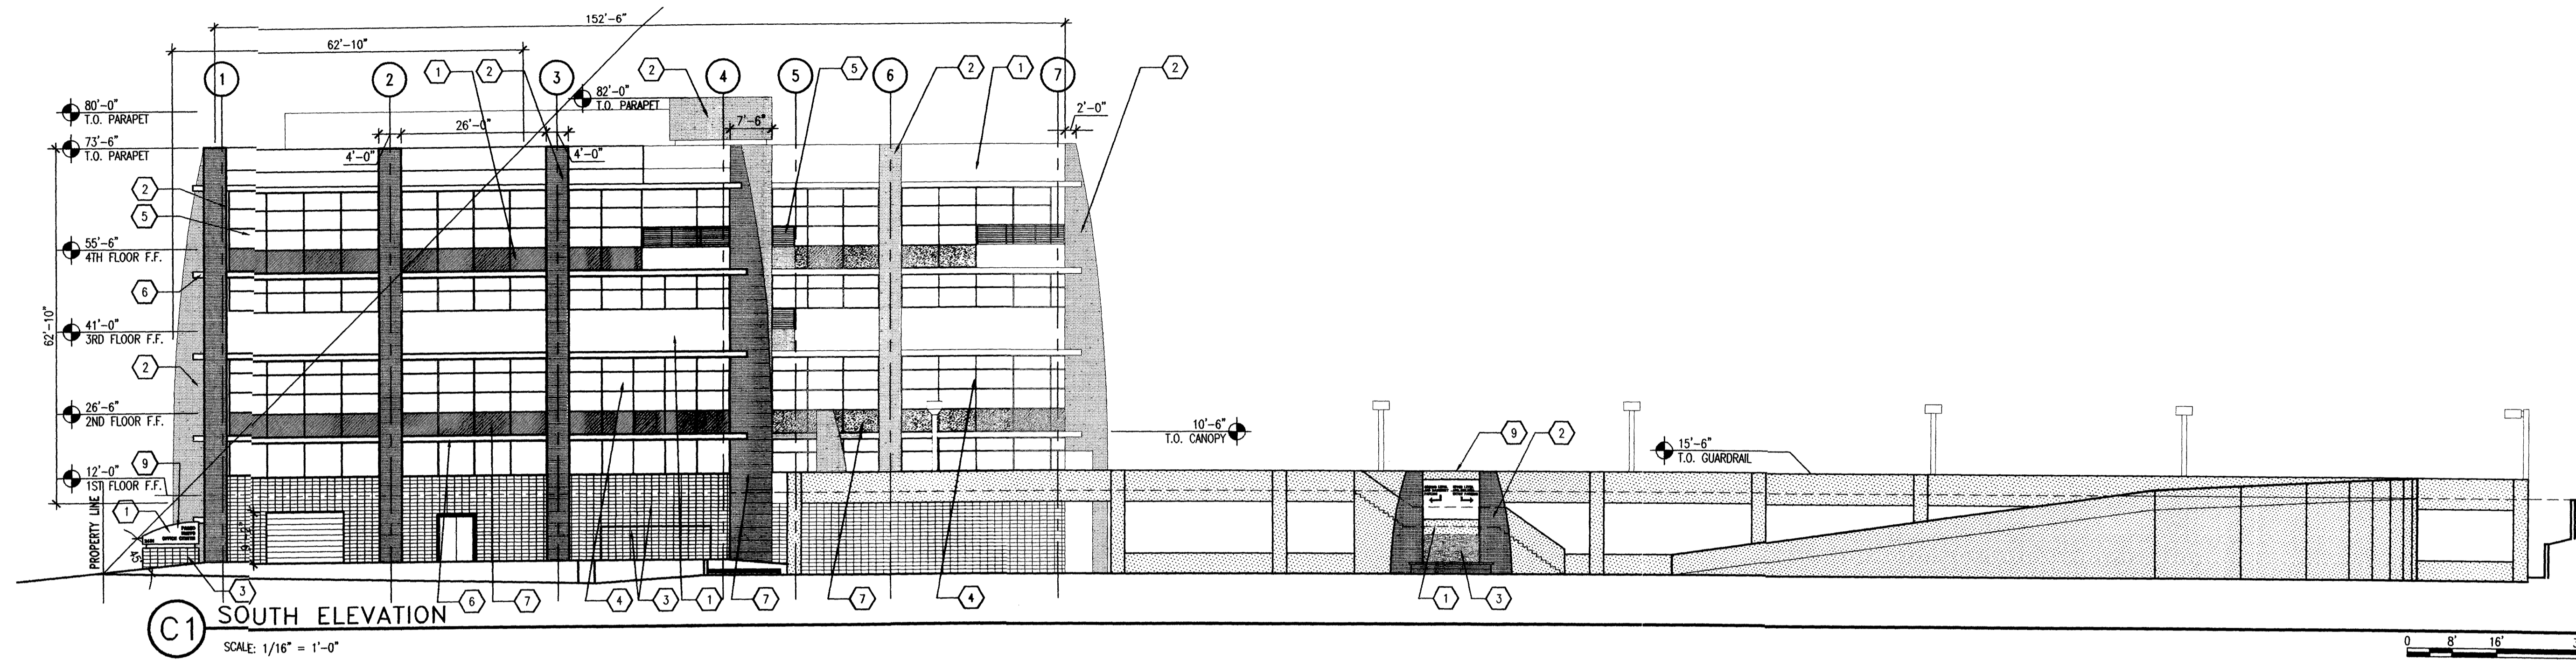 152'-6"
62'-10"
1 2 3 4 5 6 7
1 2 2 5 2 1 2
82'-0"
T.O. PARAPET
80'-0"
T.O. PARAPET
2'-0"
7'-6"
26'-0"
73'-6"
T.O. PARAPET
4'-0"
4'-0"
2
5
55'-6"
4TH FLOOR F.F.
6
62'-10"
41'-0"
3RD FLOOR F.F.
2
26'-6"
2ND FLOOR F.F.
10'-6"
T.O. CANOPY
9 2
15'-6"
T.O. GUARDRAIL
9
12'-0"
1ST FLOOR F.F.
PROPERTY LINE
1
OFFICE CENTER
45°
3
6 7 4 3 1 7 7 4 1 3
C1 SOUTH ELEVATION
SCALE: 1/16" = 1'-0"
0 8' 16'